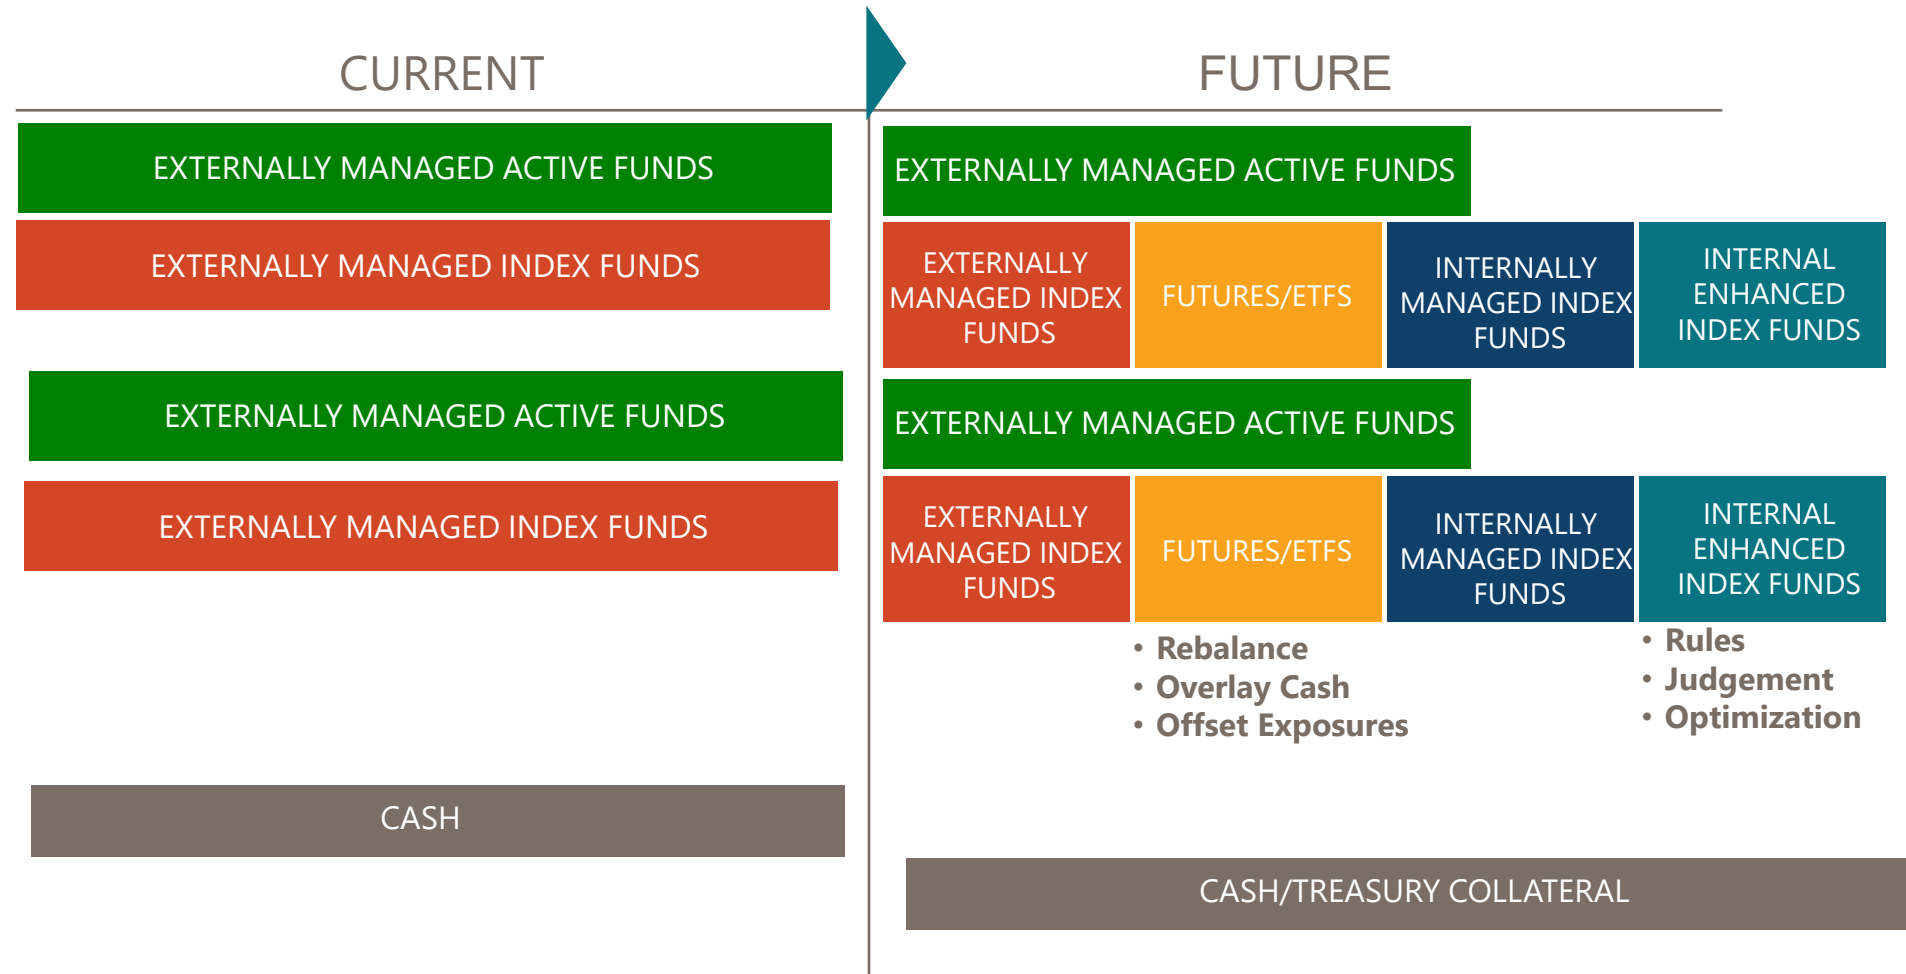 CURRENT
FUTURE
EXTERNALLY MANAGED ACTIVE FUNDS
EXTERNALLY MANAGED INDEX FUNDS
EXTERNALLY MANAGED ACTIVE FUNDS
EXTERNALLY MANAGED INDEX FUNDS
CASH
EXTERNALLY MANAGED ACTIVE FUNDS
EXTERNALLY
MANAGED INDEX
FUNDS
FUTURES/ETFS
INTERNALLY
MANAGED INDEX
FUNDS
INTERNAL
ENHANCED
INDEX FUNDS
EXTERNALLY MANAGED ACTIVE FUNDS
EXTERNALLY
MANAGED INDEX
FUNDS
FUTURES/ETFS
INTERNALLY
MANAGED INDEX
FUNDS
INTERNAL
ENHANCED
INDEX FUNDS
• Rebalance
• Overlay Cash
• Offset Exposures
• Rules
• Judgement
• Optimization
CASH/TREASURY COLLATERAL